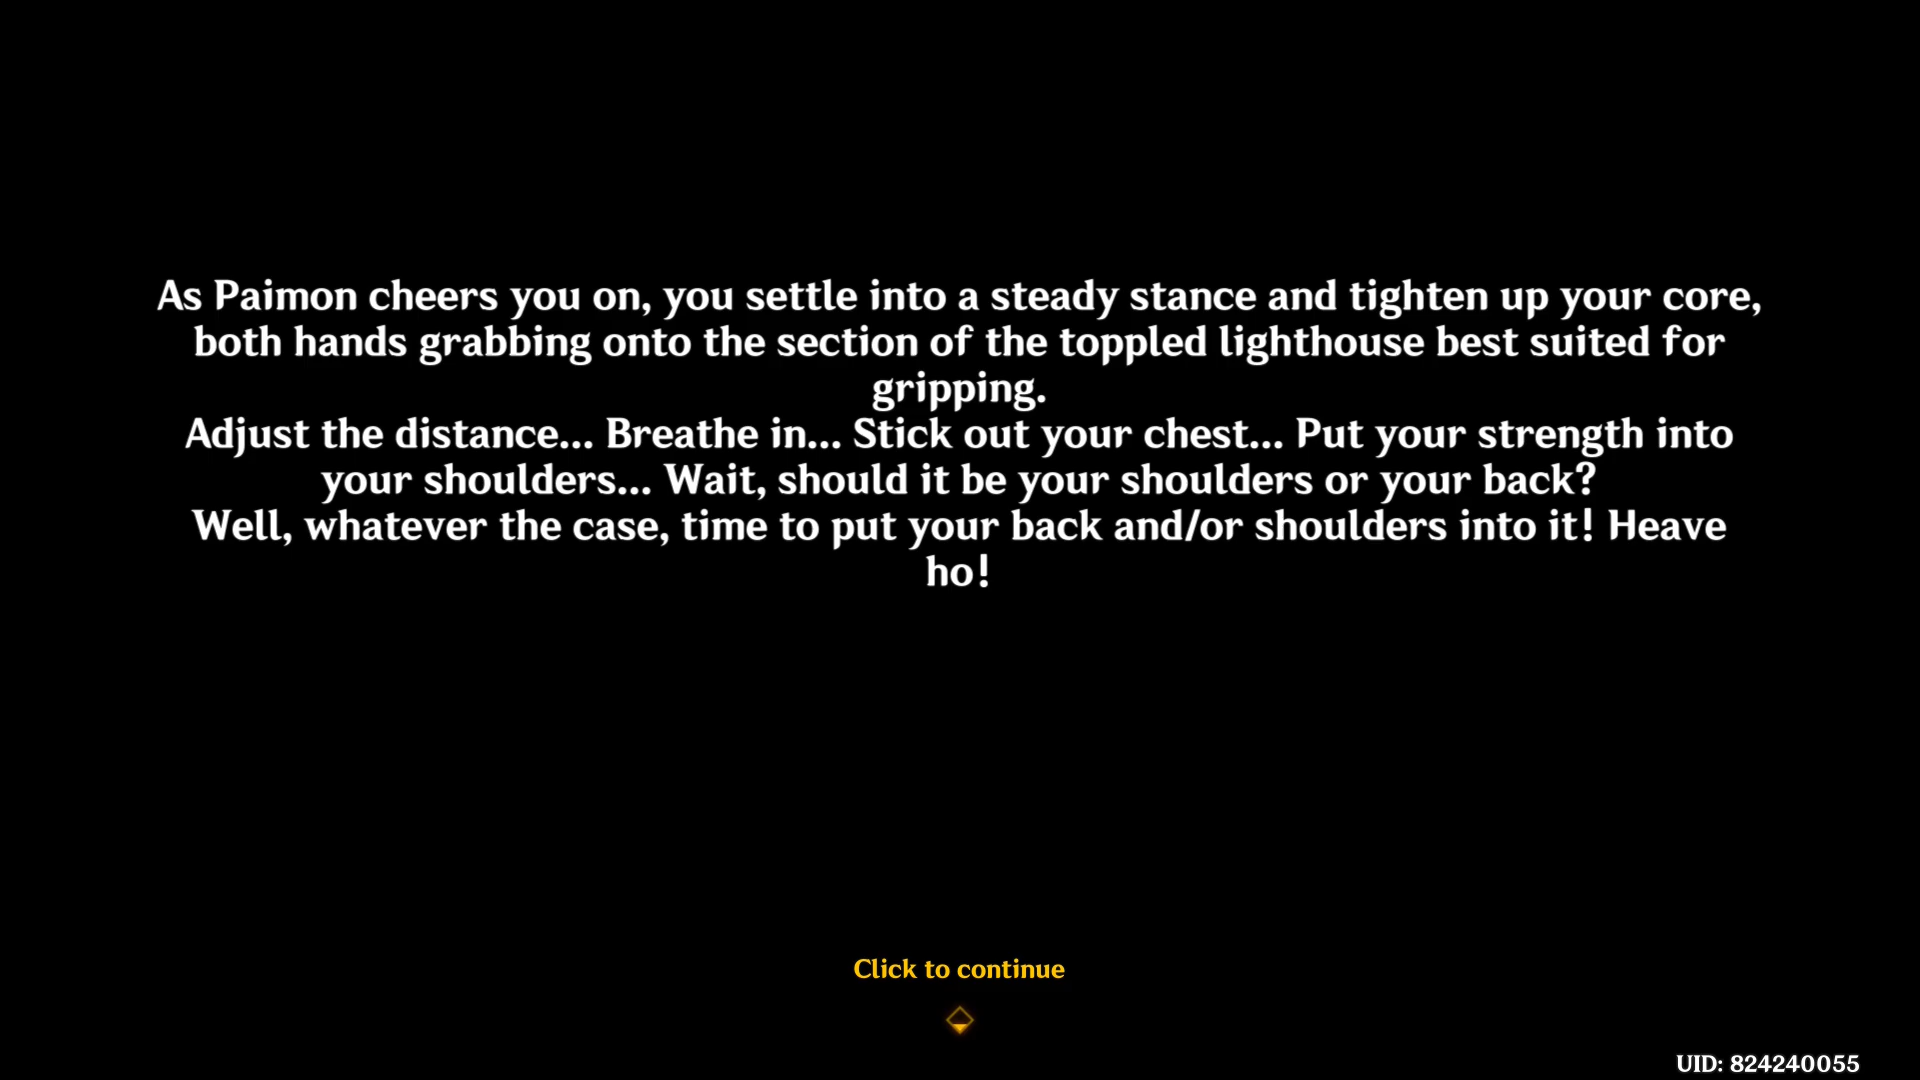 As Paimon cheers you on, you settle into a steady stance and tighten up your core,
both hands grabbing onto the section of the toppled lighthouse best suited for
gripping.
Adjust the distance... Breathe in... Stick out your chest... Put your strength into
your shoulders... Wait, should it be your shoulders or your back?
Well, whatever the case, time to put your back and/or shoulders into it! Heave
ho!
Click to continue
UID: 824240055